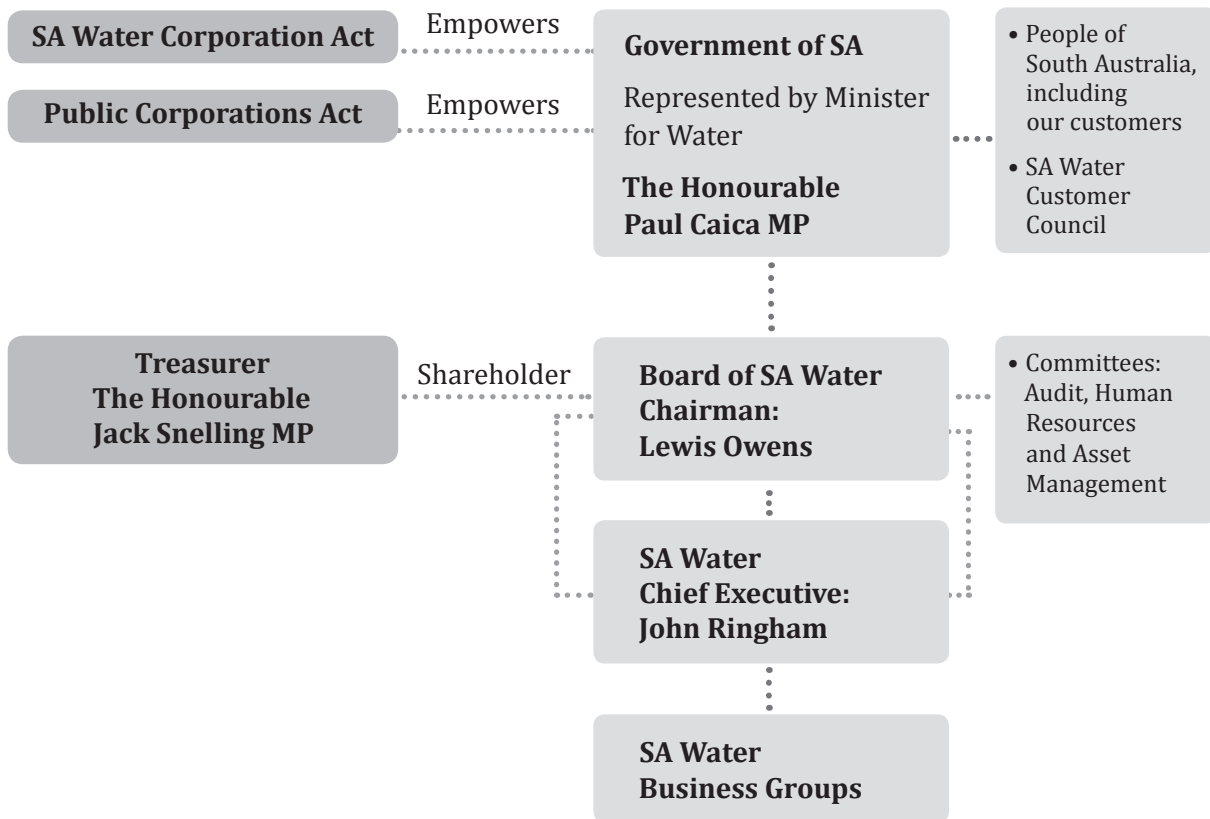 SA Water Corporation Act
Empowers
Public Corporations Act
Empowers
Government of SA
Represented by Minister
for Water
The Honourable
Paul Caica MP
• People of
South Australia,
including
our customers
• SA Water
Customer
Council
Treasurer
The Honourable
Jack Snelling MP
Shareholder
Board of SA Water
Chairman:
Lewis Owens
• Committees:
Audit, Human
Resources
and Asset
Management
SA Water
Chief Executive:
John Ringham
SA Water
Business Groups